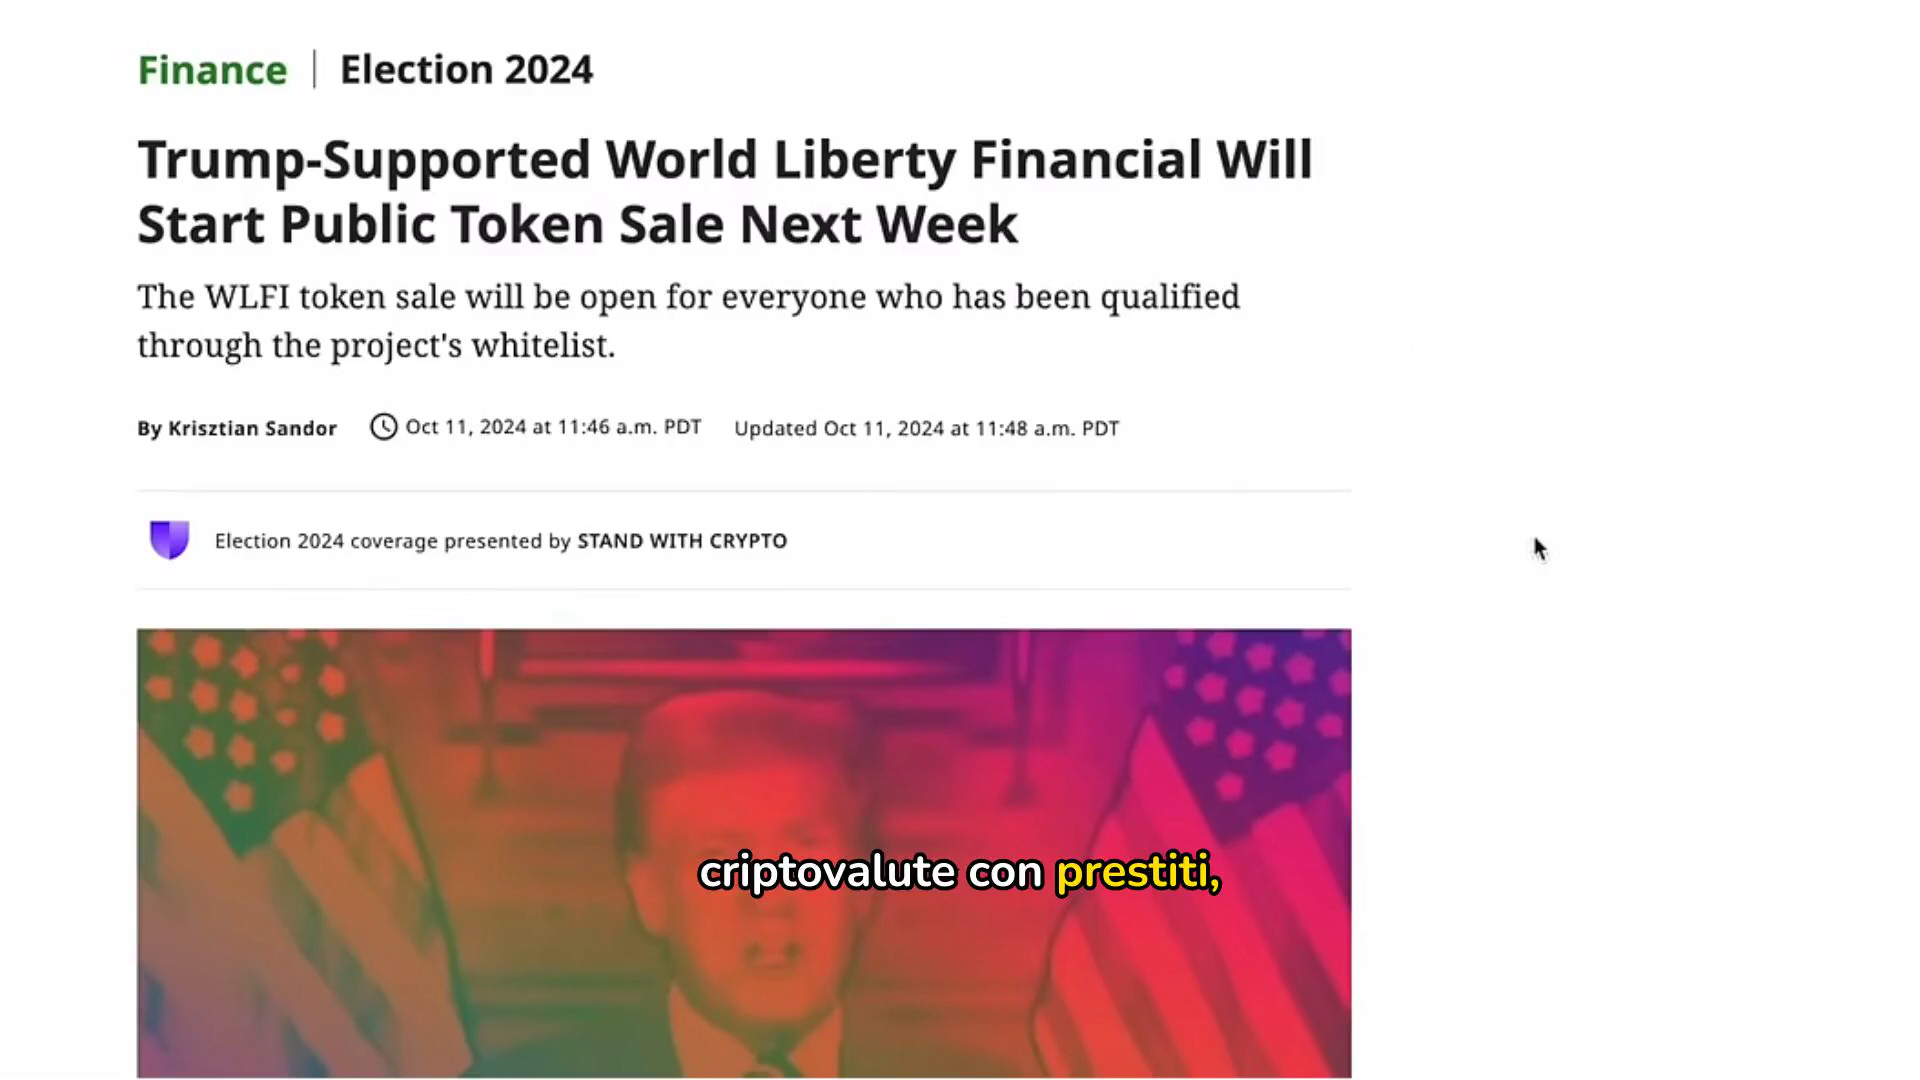 Finance | Election 2024
Trump-Supported World Liberty Financial Will
Start Public Token Sale Next Week
The WLFI token sale will be open for everyone who has been qualified
through the project's whitelist.
By Krisztian Sandor Oct 11, 2024 at 11:46 a.m. PDT Updated Oct 11, 2024 at 11:48 a.m. PDT
Election 2024 coverage presented by STAND WITH CRYPTO
criptovalute con prestiti,